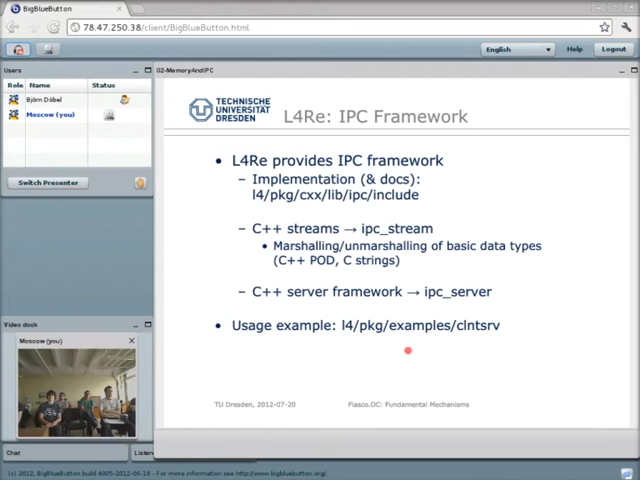 BigBlueButton
78.47.250.38/client/BigBlueButton.html
English
Help
Logout
Users
Role Name Status
Björn Döbel
Moscow (you)
Switch Presenter
Video dock
Moscow (you)
Chat
Listen
02-MemoryAndIPC
TECHNISCHE
UNIVERSITÄT
DRESDEN
L4Re: IPC Framework
• L4Re provides IPC framework
– Implementation (& docs):
l4/pkg/cxx/lib/ipc/include
– C++ streams → ipc_stream
• Marshalling/unmarshalling of basic data types
(C++ POD, C strings)
– C++ server framework → ipc_server
• Usage example: l4/pkg/examples/clntsrv
TU Dresden, 2012-07-20
Fiasco.OC: Fundamental Mechanisms
(c) 2012, BigBlueButton build 4005-2012-06-19 - For more information see http://www.bigbluebutton.org/.